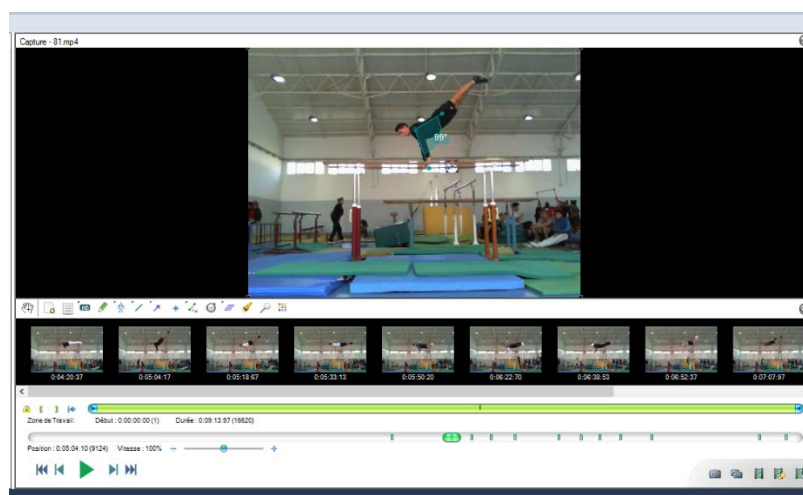 Capture - 81.mp4
99°
0:04:20:37 0:05:04:17 0:05:18:67 0:05:33:13 0:05:50:20 0:06:22:70 0:06:38:53 0:06:52:37 0:07:07:97
Zone de Travail: Début : 0:00:00:00 (1) Durée : 0:09:13:97 (16620)
Position : 0:05:04:10 (9124) Vitesse : 100%